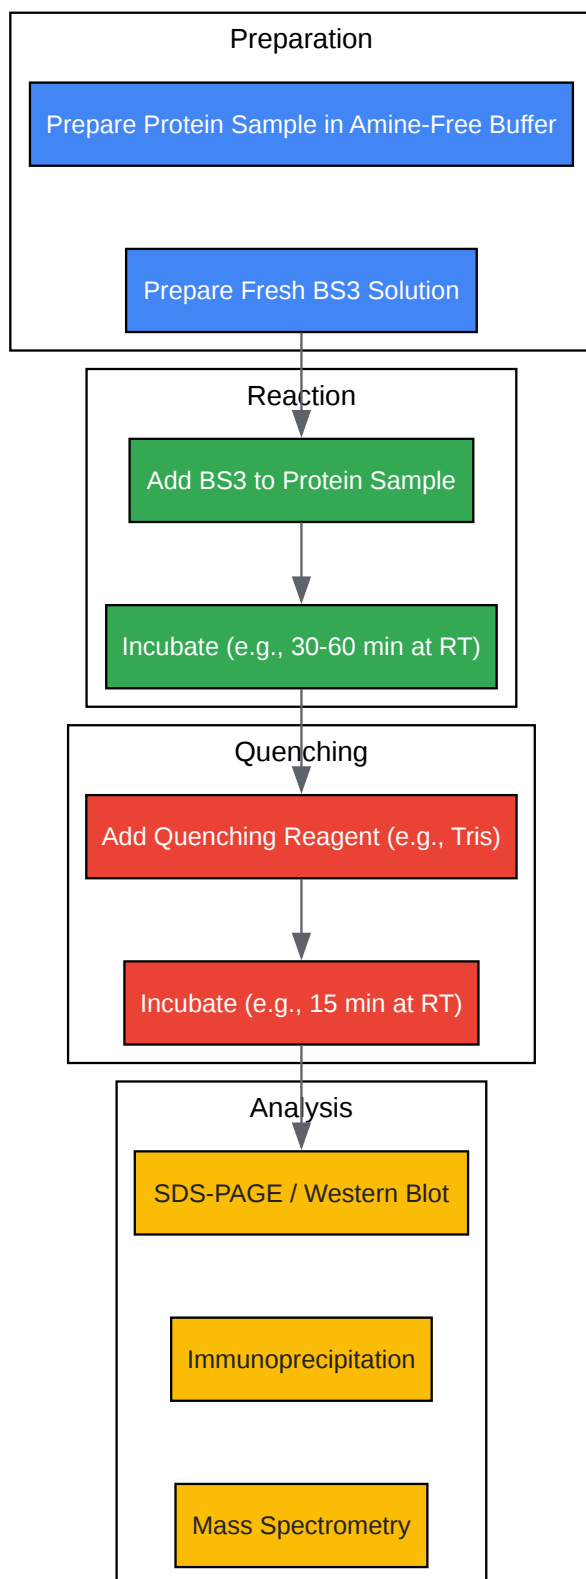 Preparation
Prepare Protein Sample in Amine-Free Buffer
Prepare Fresh BS3 Solution
Reaction
Add BS3 to Protein Sample
Incubate (e.g., 30-60 min at RT)
Quenching
Add Quenching Reagent (e.g., Tris)
Incubate (e.g., 15 min at RT)
Analysis
SDS-PAGE / Western Blot
Immunoprecipitation
Mass Spectrometry